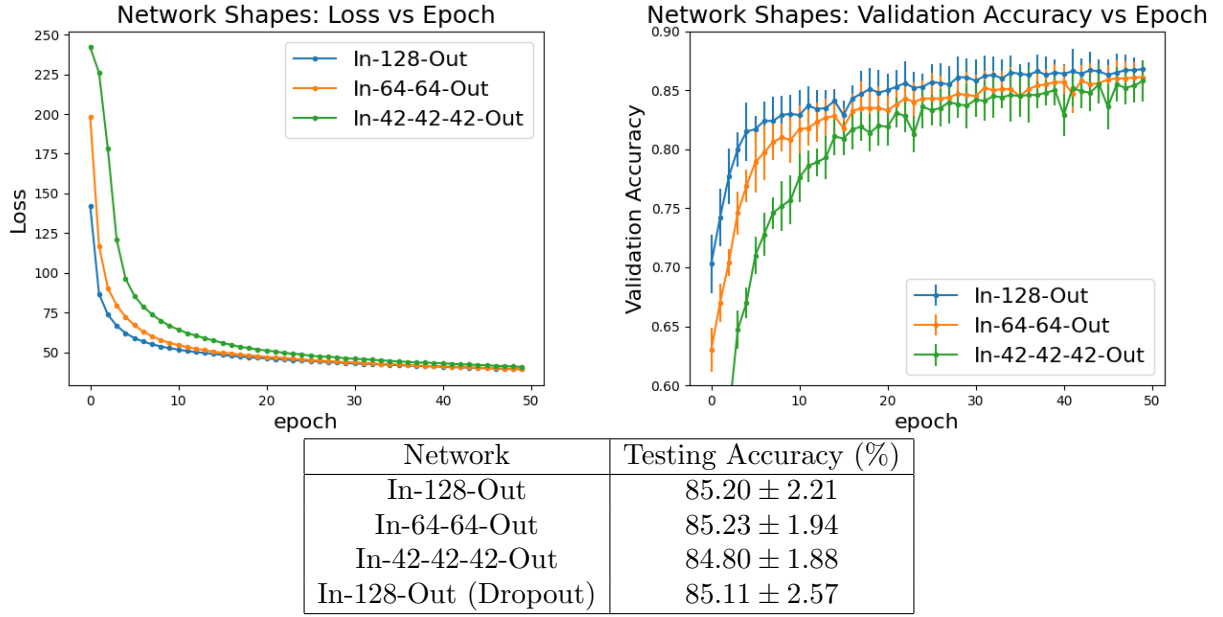 Network Shapes: Loss vs Epoch
250
225
200
175
150
125
100
75
50
Loss
0
10
20
30
40
50
epoch
In-128-Out
In-64-64-Out
In-42-42-42-Out
Network Shapes: Validation Accuracy vs Epoch
0.90
0.85
0.80
0.75
0.70
0.65
0.60
Validation Accuracy
0
10
20
30
40
50
epoch
In-128-Out
In-64-64-Out
In-42-42-42-Out
Network Testing Accuracy (%)
In-128-Out 85.20 ± 2.21
In-64-64-Out 85.23 ± 1.94
In-42-42-42-Out 84.80 ± 1.88
In-128-Out (Dropout) 85.11 ± 2.57